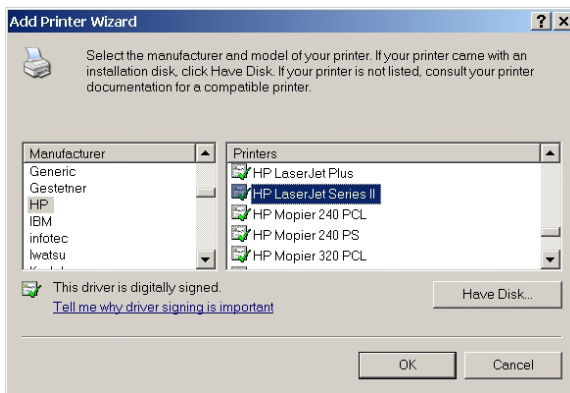 Add Printer Wizard
Select the manufacturer and model of your printer. If your printer came with an
installation disk, click Have Disk. If your printer is not listed, consult your printer
documentation for a compatible printer.
Manufacturer
Generic
Gestetner
HP
IBM
infotec
Iwatsu
Printers
HP LaserJet Plus
HP LaserJet Series II
HP Mopier 240 PCL
HP Mopier 240 PS
HP Mopier 320 PCL
This driver is digitally signed.
Tell me why driver signing is important
Have Disk...
OK
Cancel